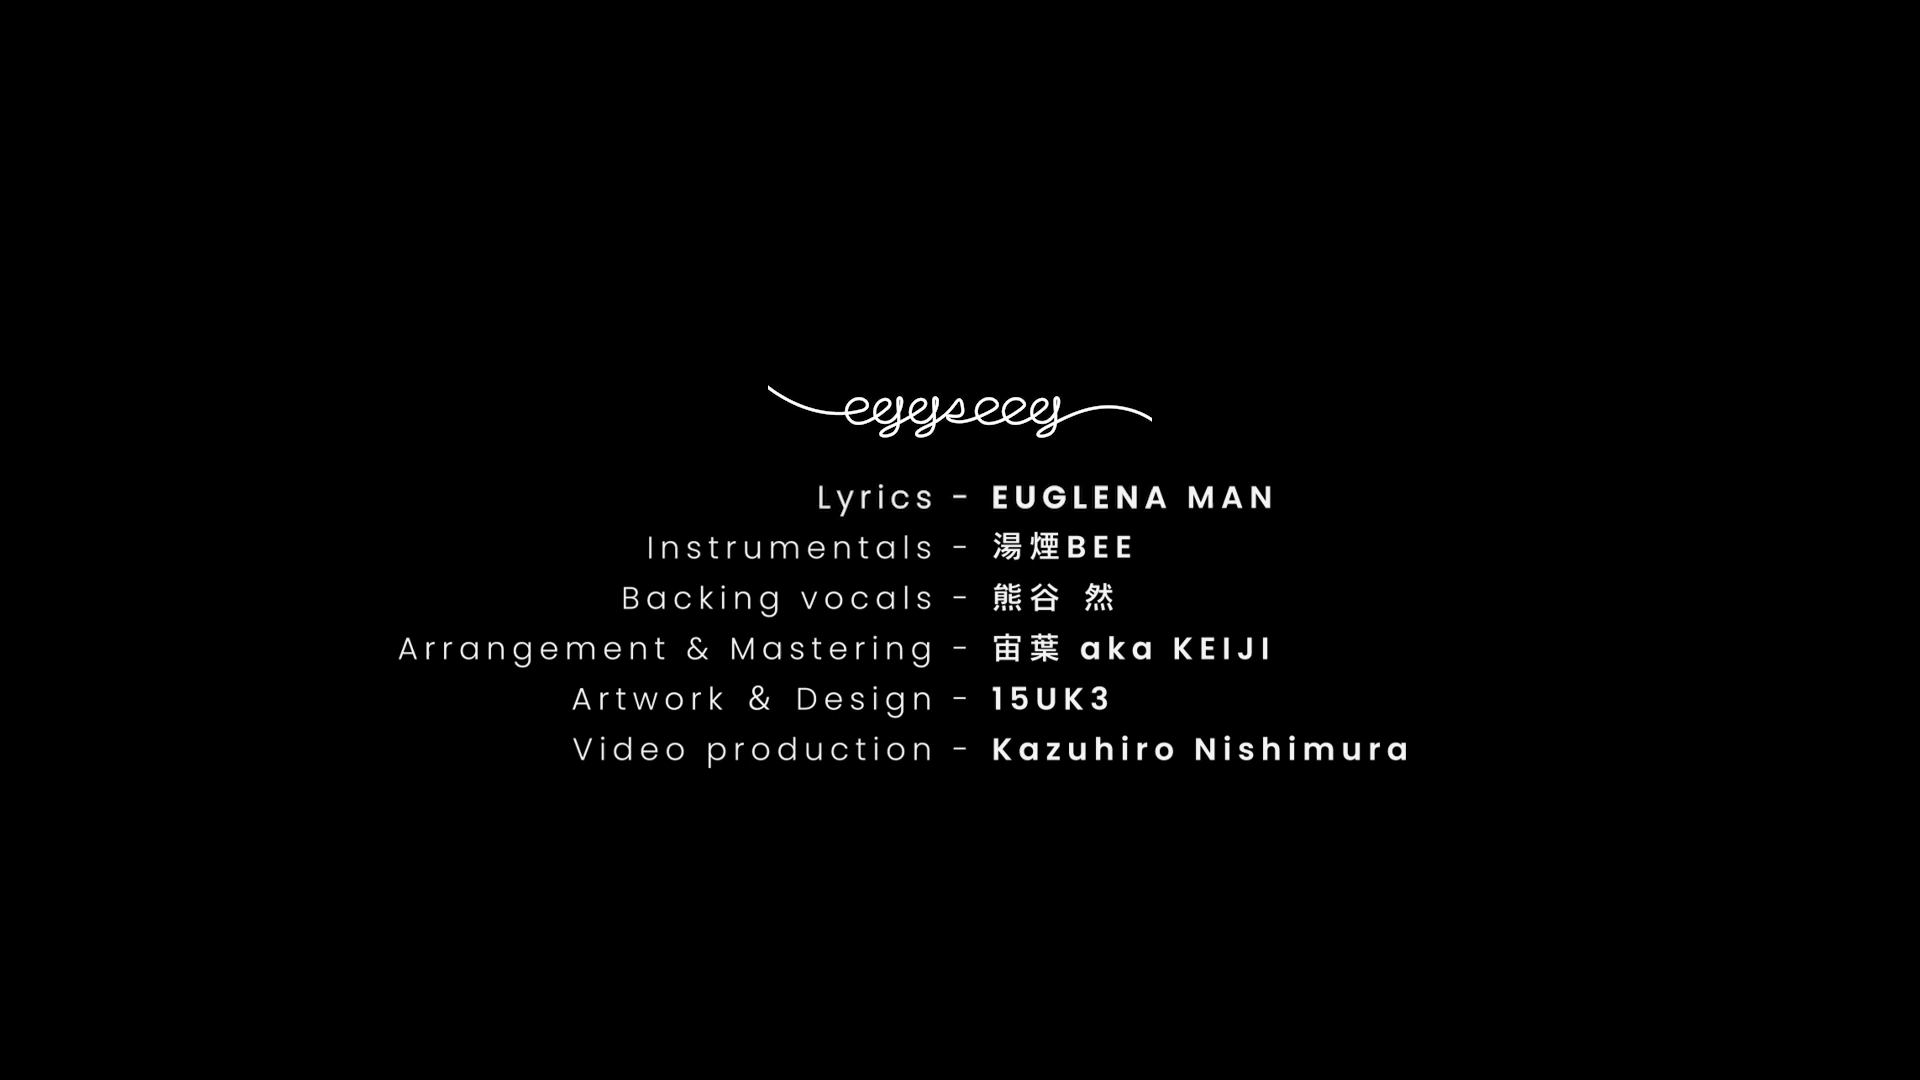 eggseeg
Lyrics - EUGLENA MAN
Instrumentals - 湯煙BEE
Backing vocals - 熊谷 然
Arrangement & Mastering - 宙葉 aka KEIJI
Artwork & Design - 15UK3
Video production - Kazuhiro Nishimura